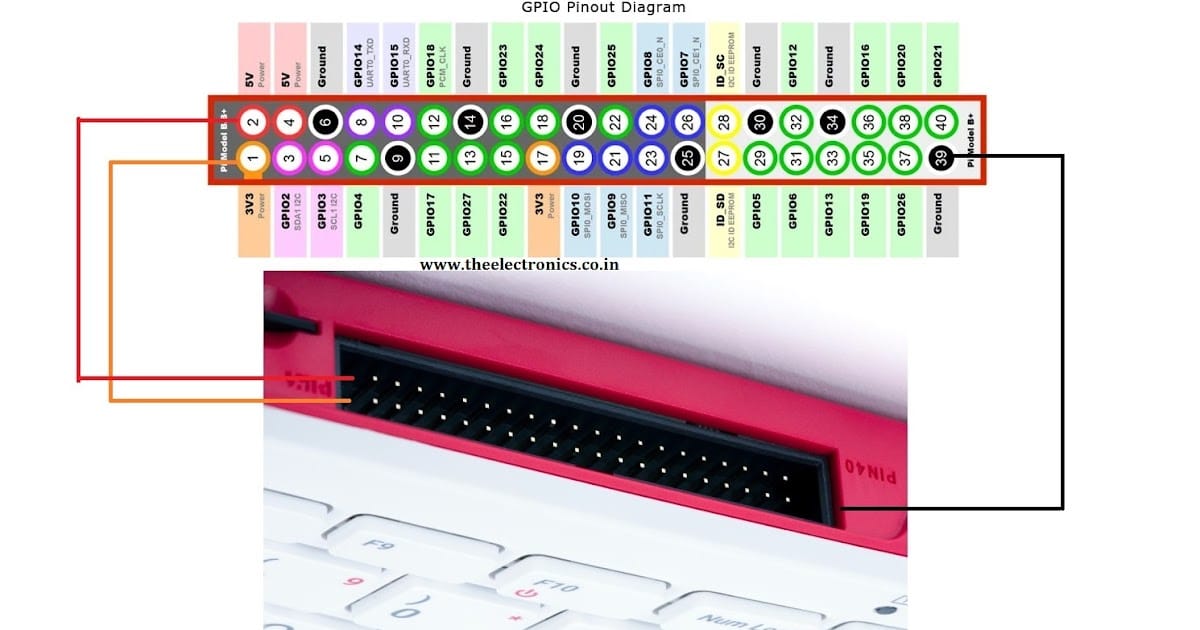 Pi Model B/B+
3V3
Power
1
2
5V
Power
GPIO2
SDA1 I2C
3
4
5V
Power
GPIO3
SCL1 I2C
5
6
Ground
GPIO4
7
8
GPIO14
UART0_TXD
Ground
9
10
GPIO15
UART0_RXD
GPIO17
11
12
GPIO18
PCM_CLK
GPIO27
13
14
Ground
GPIO22
15
16
GPIO23
3V3
Power
17
18
GPIO24
GPIO10
SPI0_MOSI
19
20
Ground
GPIO9
SPI0_MISO
21
22
GPIO25
GPIO11
SPI0_SCLK
23
24
GPIO8
SPI0_CE0_N
Ground
25
26
GPIO7
SPI0_CE1_N
ID_SD
I2C ID EEPROM
27
28
ID_SC
I2C ID EEPROM
GPIO5
29
30
Ground
GPIO6
31
32
GPIO12
GPIO13
33
34
Ground
GPIO19
35
36
GPIO16
GPIO26
37
38
GPIO20
Ground
39
40
GPIO21
Pi Model B+
www.theelectronics.co.in
GPIO Pinout Diagram
PIN40
F9
F10
Num Lo